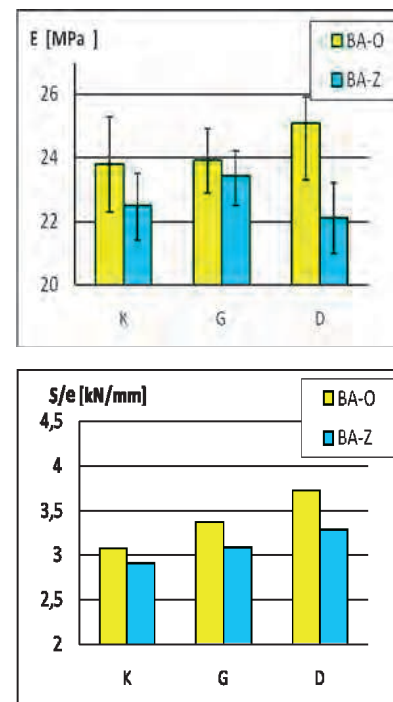 E [MPa]
BA-O
BA-Z
26
24
22
20
K G D
S/e [kN/mm]
BA-O
BA-Z
4,5
4
3,5
3
2,5
2
K G D